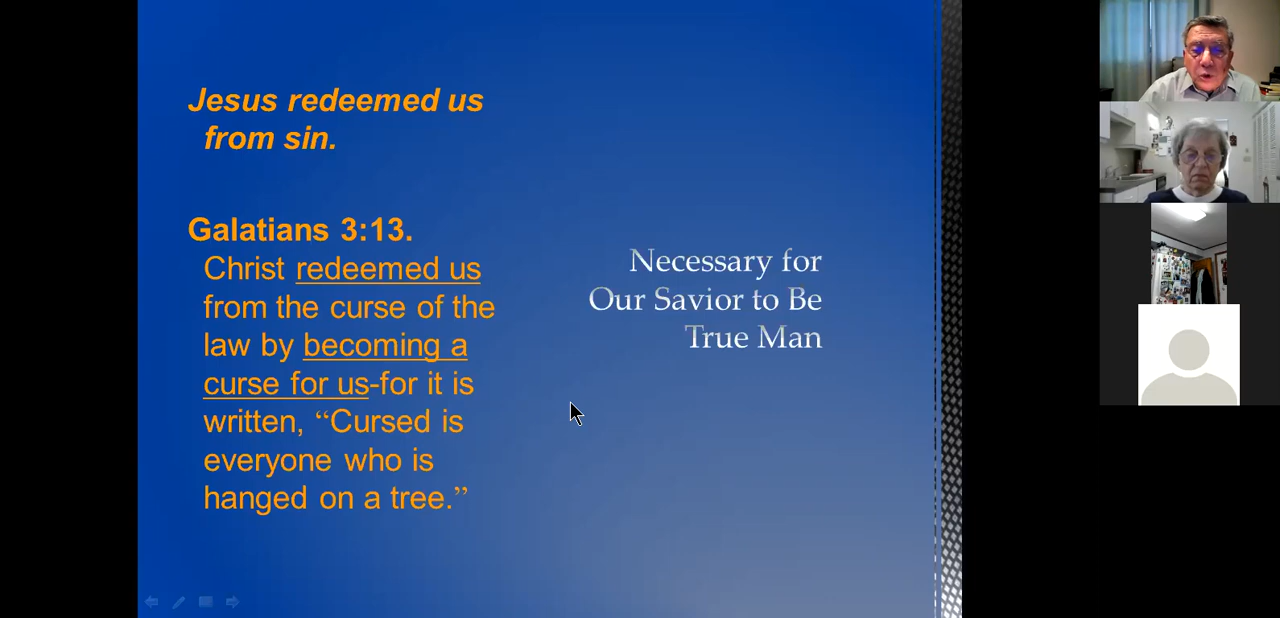 Jesus redeemed us
from sin.
Galatians 3:13.
Christ redeemed us
from the curse of the
law by becoming a
curse for us-for it is
written, “Cursed is
everyone who is
hanged on a tree.”
Necessary for
Our Savior to Be
True Man